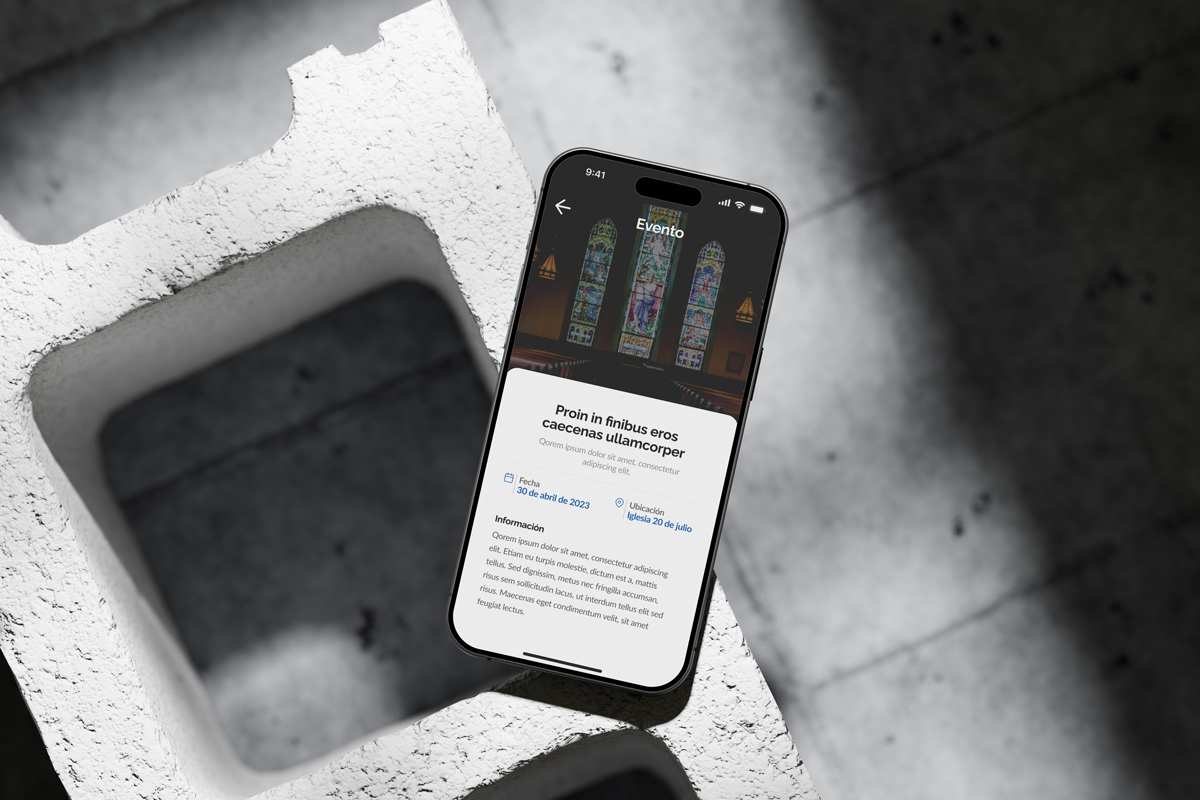 9:41
Evento
Proin in finibus eros
caecenas ullamcorper
Qorem ipsum dolor sit amet, consectetur
adipiscing elit.
Fecha
30 de abril de 2023
Ubicación
Iglesia 20 de julio
Información
Qorem ipsum dolor sit amet, consectetur adipiscing
elit. Etiam eu turpis molestie, dictum est a, mattis
tellus. Sed dignissim, metus nec fringilla accumsan,
risus sem sollicitudin lacus, ut interdum tellus elit sed
risus. Maecenas eget condimentum velit, sit amet
feugiat lectus.